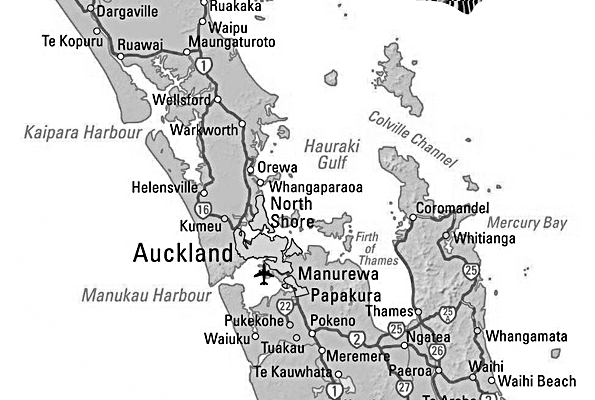 Dargaville
Ruakaka
Waipu
Te Kopuru
Ruawai
Maungaturoto
1
Wellsford
Warkworth
Kaipara Harbour
Hauraki
Gulf
Colville Channel
Orewa
Whangaparaoa
Helensville
16
North
Shore
Kumeu
Coromandel
Mercury Bay
Whitianga
Firth
of
Thames
Auckland
25
Manurewa
Manukau Harbour
Papakura
22
Thames
25A
Pukekohe
Pokeno
25
Waiuku
2
Ngatea
Whangamata
Tuakau
Meremere
26
Te Kauwhata
Paeroa
Waihi
Waihi Beach
1
27
Te Aroha
2